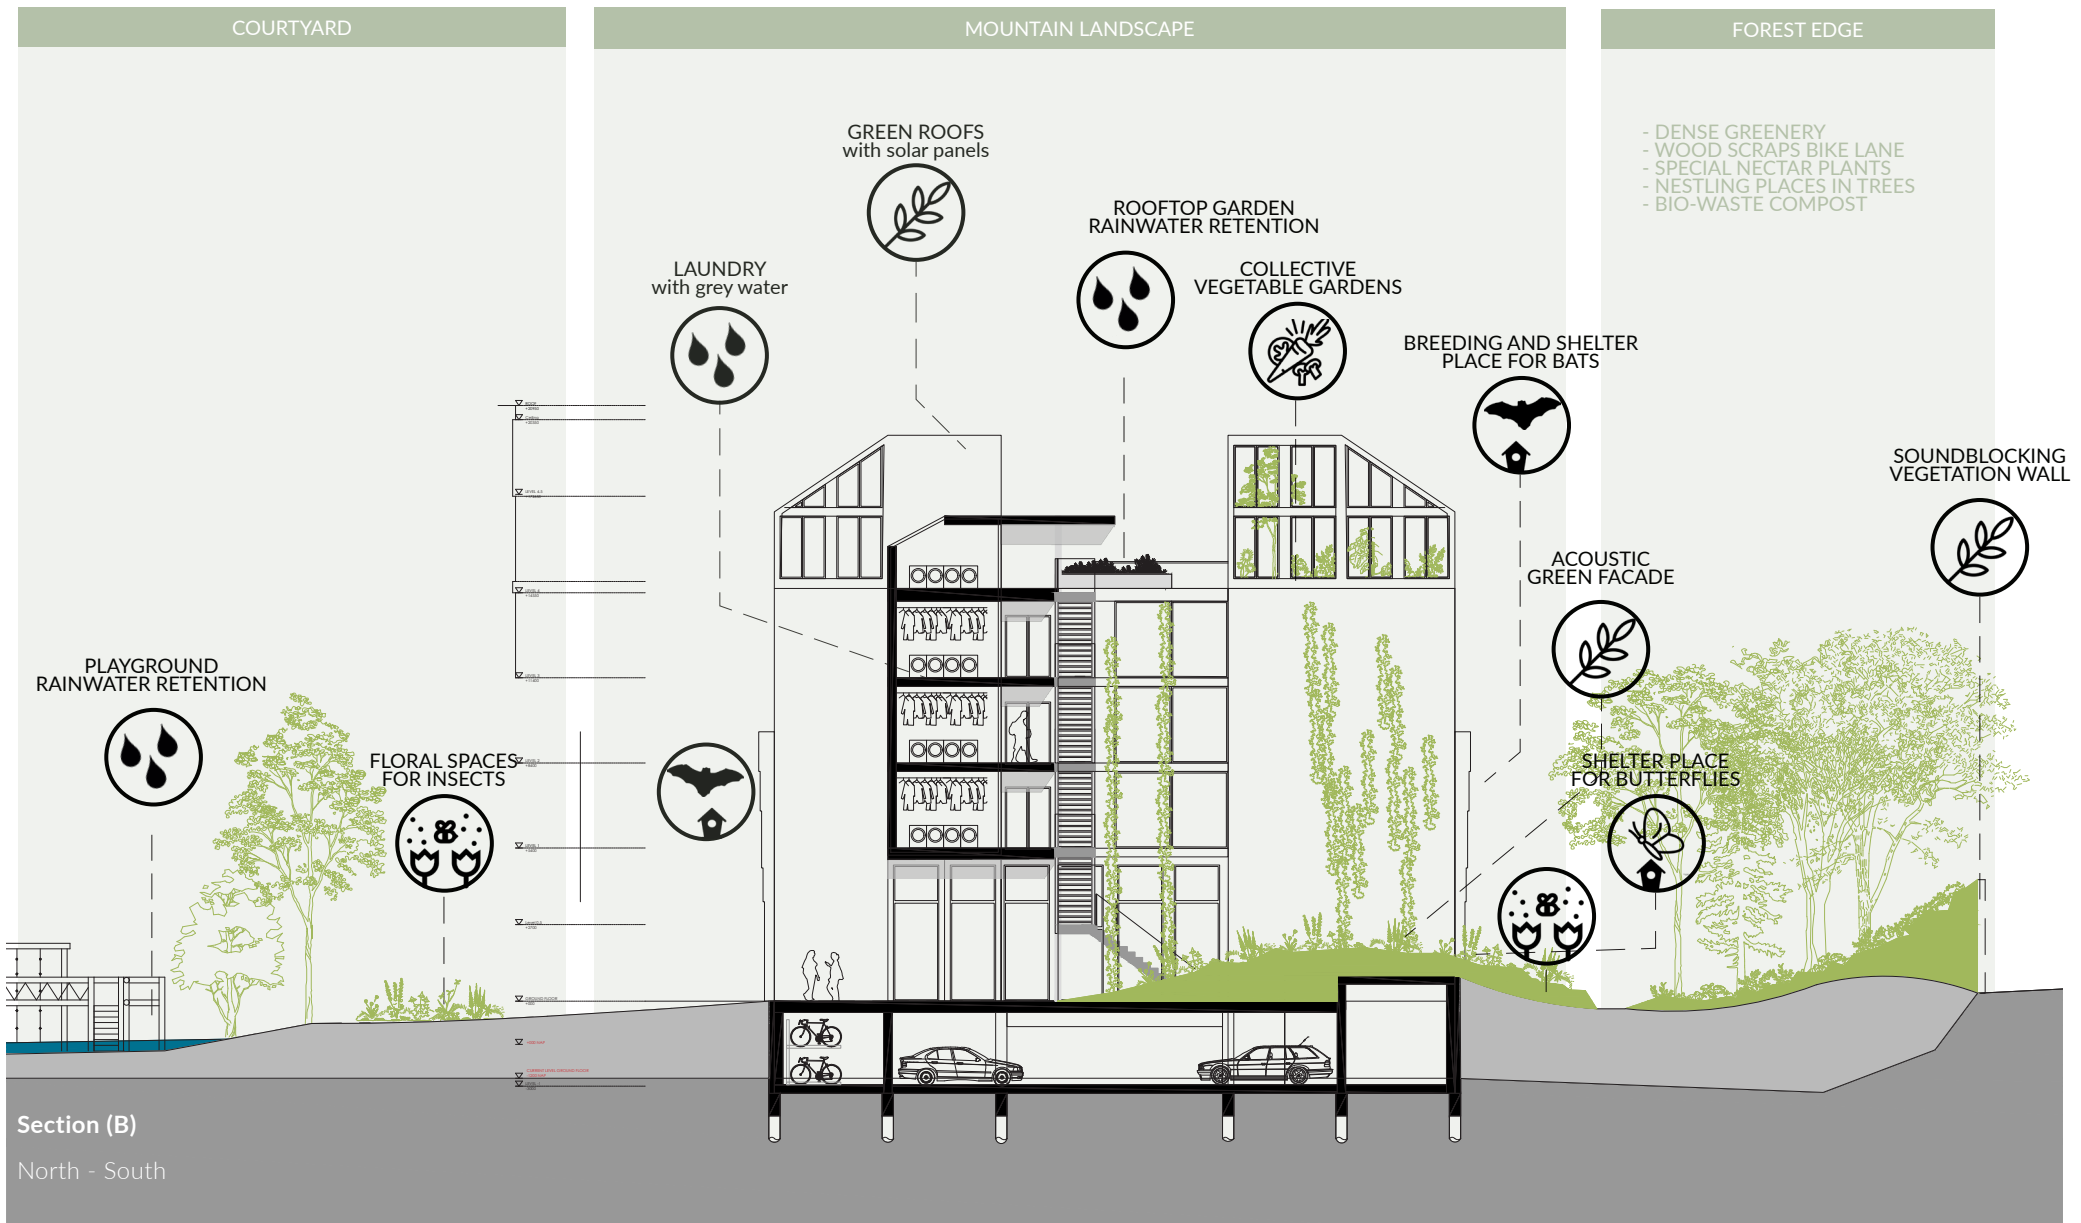 COURTYARD
MOUNTAIN LANDSCAPE
FOREST EDGE
- DENSE GREENERY
- WOOD SCRAPS BIKE LANE
- SPECIAL NECTAR PLANTS
- NESTLING PLACES IN TREES
- BIO-WASTE COMPOST
GREEN ROOFS
with solar panels
ROOFTOP GARDEN
RAINWATER RETENTION
LAUNDRY
with grey water
COLLECTIVE
VEGETABLE GARDENS
BREEDING AND SHELTER
PLACE FOR BATS
SOUNDBLOCKING
VEGETATION WALL
ACOUSTIC
GREEN FACADE
PLAYGROUND
RAINWATER RETENTION
FLORAL SPACES
FOR INSECTS
SHELTER PLACE
FOR BUTTERFLIES
Section (B)
North - South